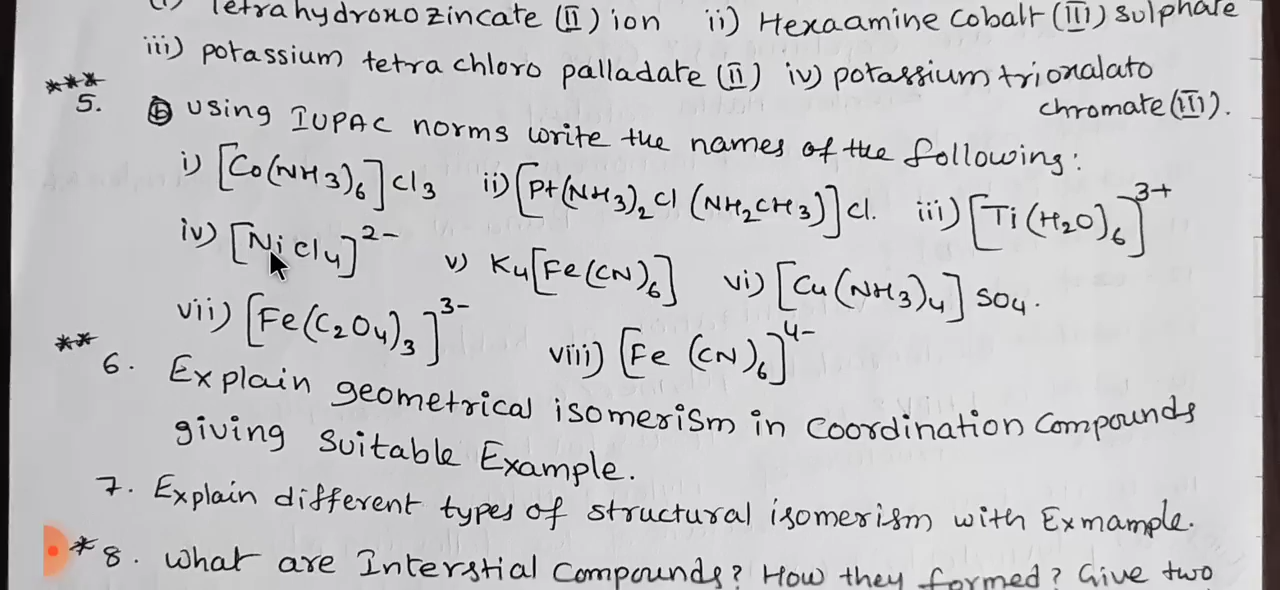 (i) Tetrahydroxozincate (II) ion ii) Hexaamine Cobalt (III) Sulphate
iii) potassium tetra chloro palladate (II) iv) potassium trioxalato
chromate (III).
***
5. (b) Using IUPAC norms write the names of the following:
i) [Co(NH3)6]Cl3 ii) [Pt(NH3)2Cl(NH2CH3)]Cl. iii) [Ti(H2O)6]3+
iv) [NiCl4]2- v) K4[Fe(CN)6] vi) [Cu(NH3)4]SO4.
vii) [Fe(C2O4)3]3- viii) [Fe(CN)6]4-
**
6. Explain geometrical isomerism in Coordination Compounds
giving Suitable Example.
7. Explain different types of structural isomerism with Exmample.
* 8. What are Interstial Compounds? How they formed? Give two